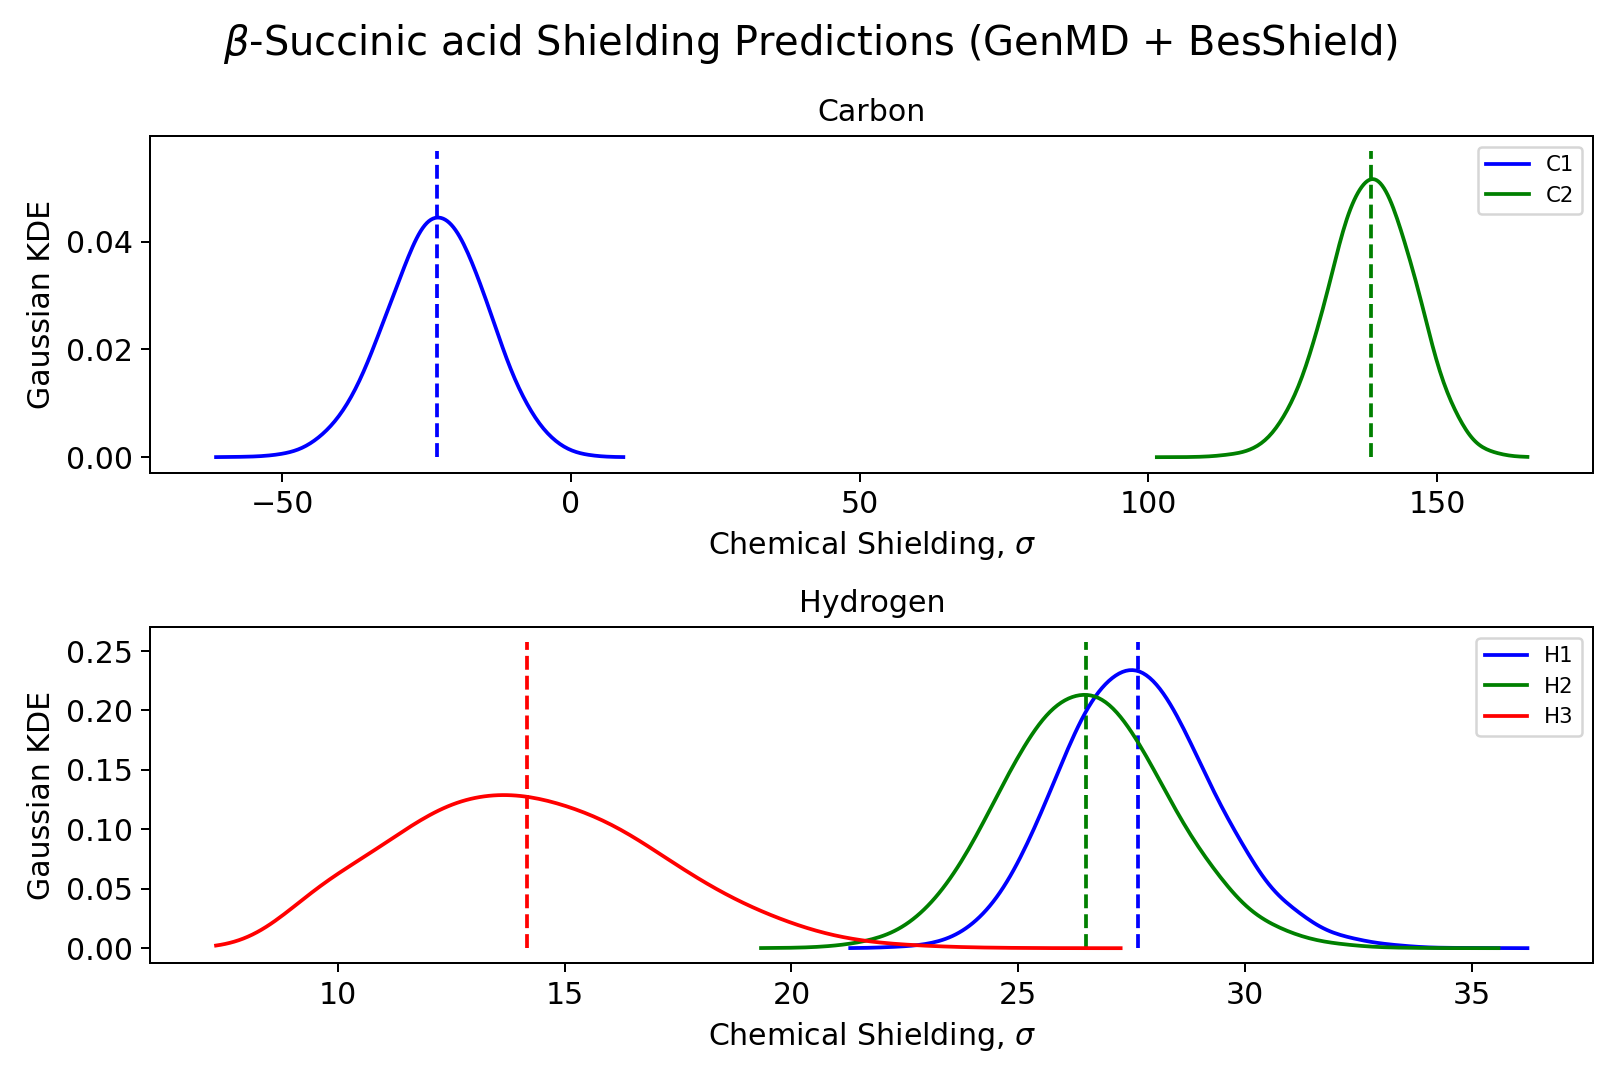 β-Succinic acid Shielding Predictions (GenMD + BesShield)
Carbon
Gaussian KDE
0.04
0.02
0.00
C1
C2
−50 0 50 100 150
Chemical Shielding, σ
Hydrogen
Gaussian KDE
0.25
0.20
0.15
0.10
0.05
0.00
H1
H2
H3
10 15 20 25 30 35
Chemical Shielding, σ